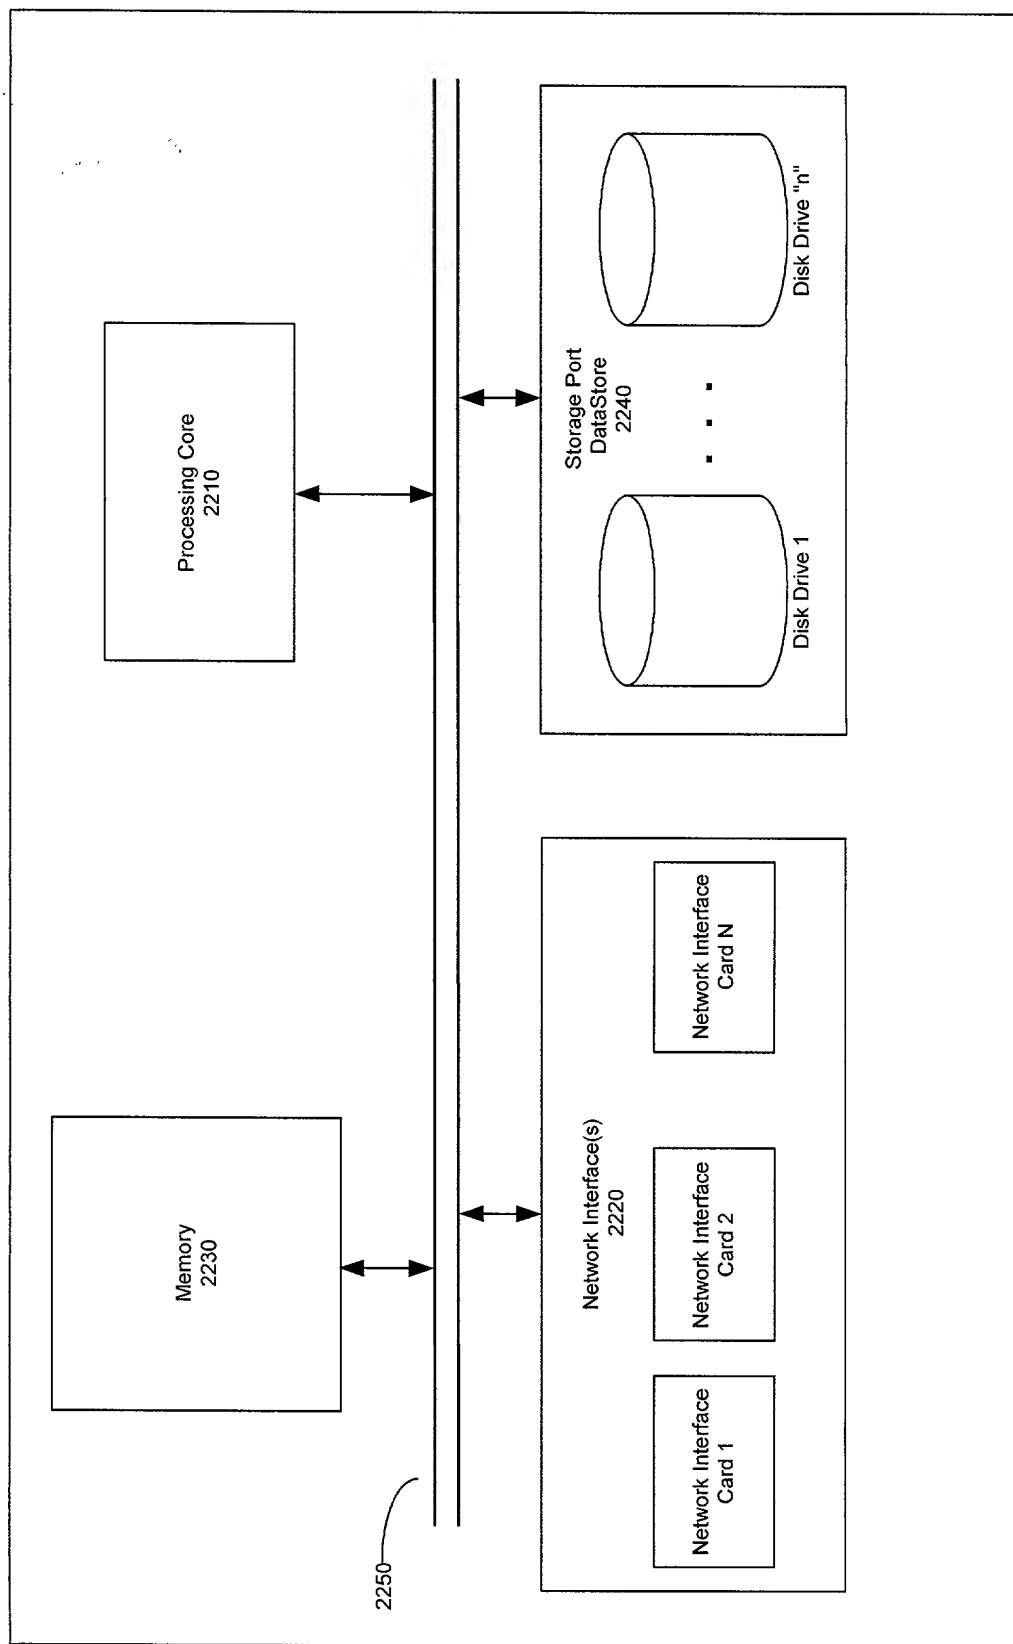 Memory
2230
Processing Core
2210
2250
Network Interface(s)
2220
Network Interface
Card 1
Network Interface
Card 2
Network Interface
Card N
Storage Port
DataStore
2240
. . .
Disk Drive 1
Disk Drive "n"